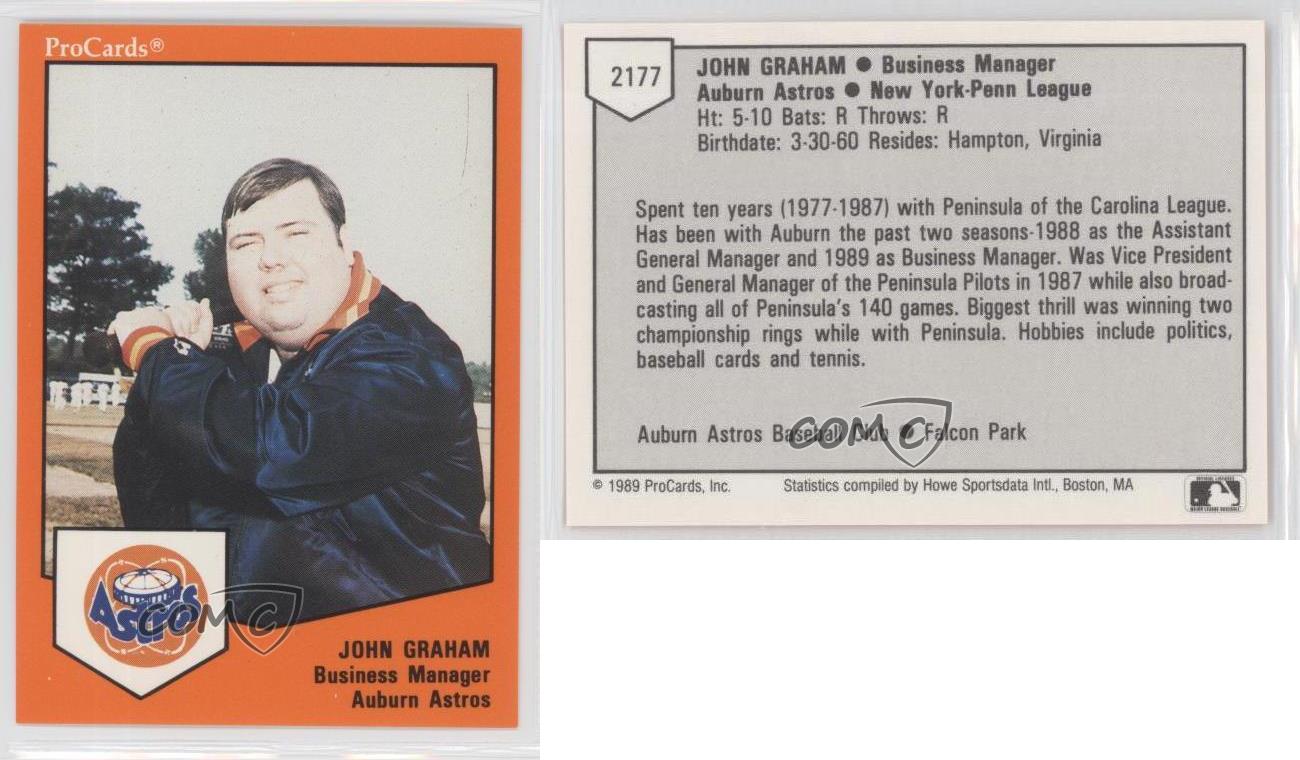 ProCards®
Astros
COMC
JOHN GRAHAM
Business Manager
Auburn Astros
2177
JOHN GRAHAM ● Business Manager
Auburn Astros ● New York-Penn League
Ht: 5-10 Bats: R Throws: R
Birthdate: 3-30-60 Resides: Hampton, Virginia
Spent ten years (1977-1987) with Peninsula of the Carolina League.
Has been with Auburn the past two seasons-1988 as the Assistant
General Manager and 1989 as Business Manager. Was Vice President
and General Manager of the Peninsula Pilots in 1987 while also broad-
casting all of Peninsula's 140 games. Biggest thrill was winning two
championship rings while with Peninsula. Hobbies include politics,
baseball cards and tennis.
COMC
Auburn Astros Baseball Club ● Falcon Park
© 1989 ProCards, Inc. Statistics compiled by Howe Sportsdata Intl., Boston, MA